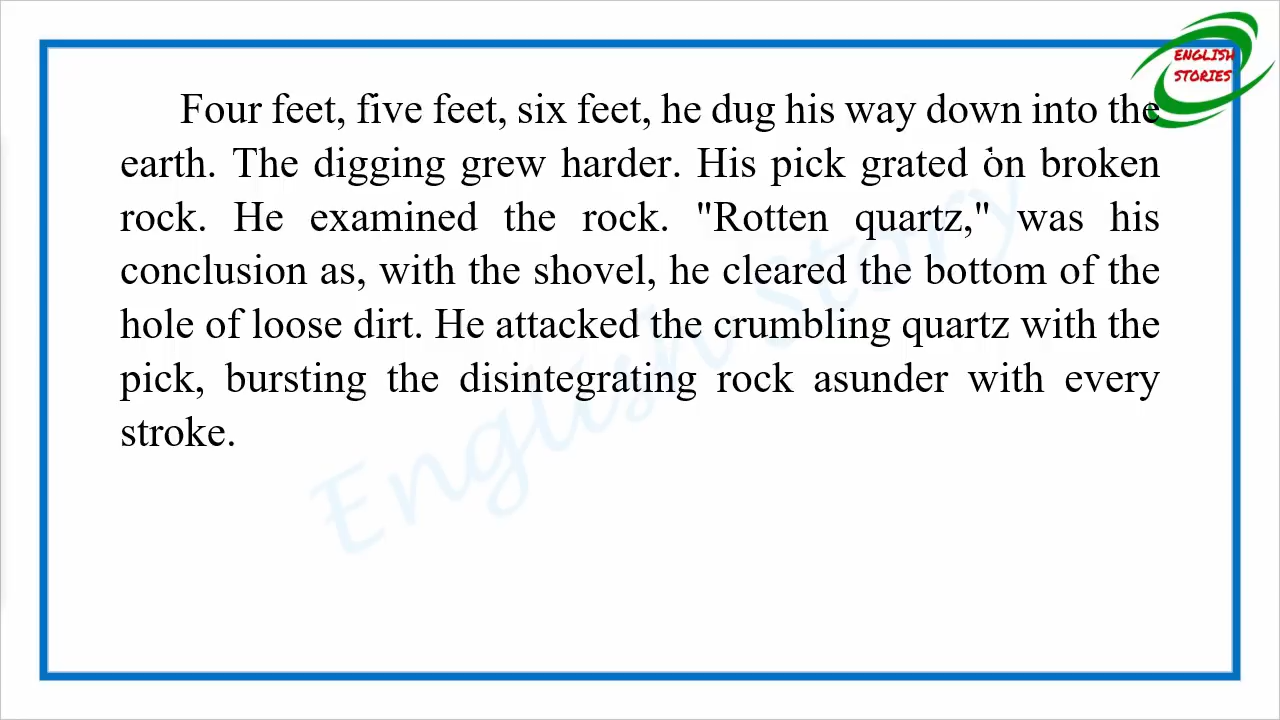 ENGLISH
STORIES
Four feet, five feet, six feet, he dug his way down into the
earth. The digging grew harder. His pick grated on broken
rock. He examined the rock. "Rotten quartz," was his
conclusion as, with the shovel, he cleared the bottom of the
hole of loose dirt. He attacked the crumbling quartz with the
pick, bursting the disintegrating rock asunder with every
stroke.
English Story